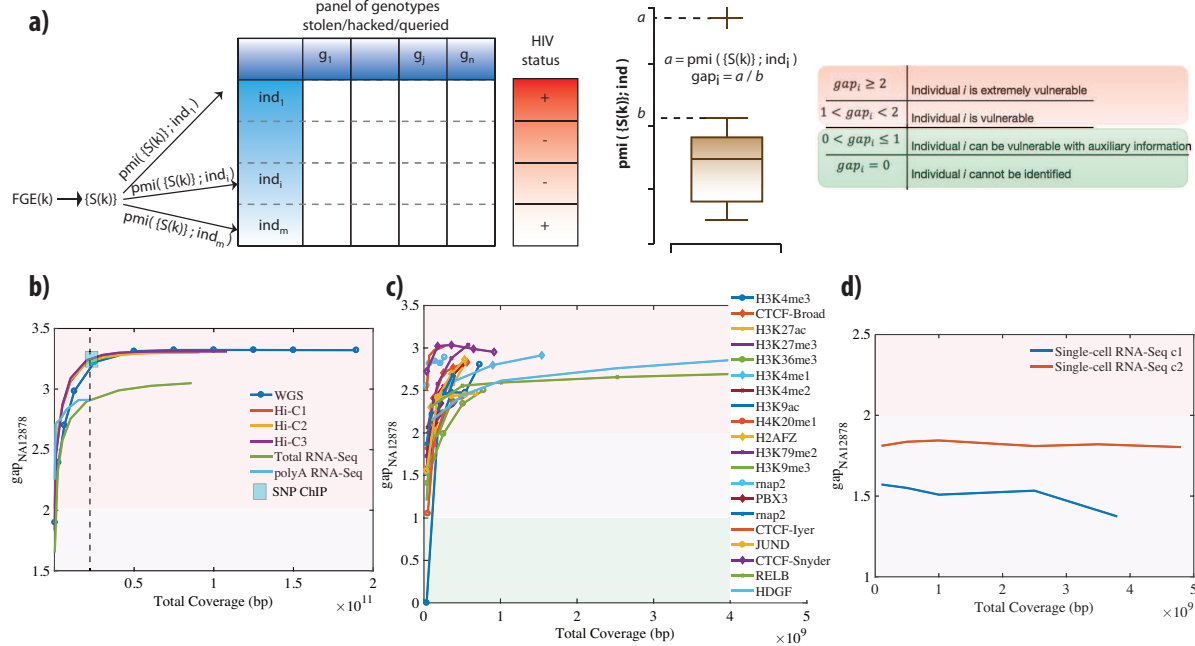 a)
panel of genotypes
stolen/hacked/queried
g1
gj
gn
HIV
status
ind1
indi
indm
+
-
-
+
FGE(k)
{S(k)}
pmi( {S(k)} ; ind1 )
pmi( {S(k)} ; indi )
pmi( {S(k)} ; indm )
pmi ( {S(k)}; ind )
a
b
a = pmi ( {S(k)} ; indi )
gapi = a / b
gapi ≥ 2
Individual i is extremely vulnerable
1 < gapi < 2
Individual i is vulnerable
0 < gapi ≤ 1
Individual i can be vulnerable with auxiliary information
gapi = 0
Individual i cannot be identified
b)
gapNA12878
3.5
3.0
2.5
2
1.5
0.5
1
1.5
2
Total Coverage (bp)
× 10^11
WGS
Hi-C1
Hi-C2
Hi-C3
Total RNA-Seq
polyA RNA-Seq
SNP ChIP
c)
gapNA12878
3.5
3
2.5
2
1.5
1
0.5
0
0
1
2
3
4
5
Total Coverage (bp)
×10^9
H3K4me3
CTCF-Broad
H3K27ac
H3K27me3
H3K36me3
H3K4me1
H3K4me2
H3K9ac
H4K20me1
H2AFZ
H3K79me2
H3K9me3
rnap2
PBX3
rnap2
CTCF-Iyer
JUND
CTCF-Snyder
RELB
HDGF
d)
gapNA12878
2
1.5
1
0
1
2
3
4
5
Total Coverage (bp)
×10^9
Single-cell RNA-Seq c1
Single-cell RNA-Seq c2